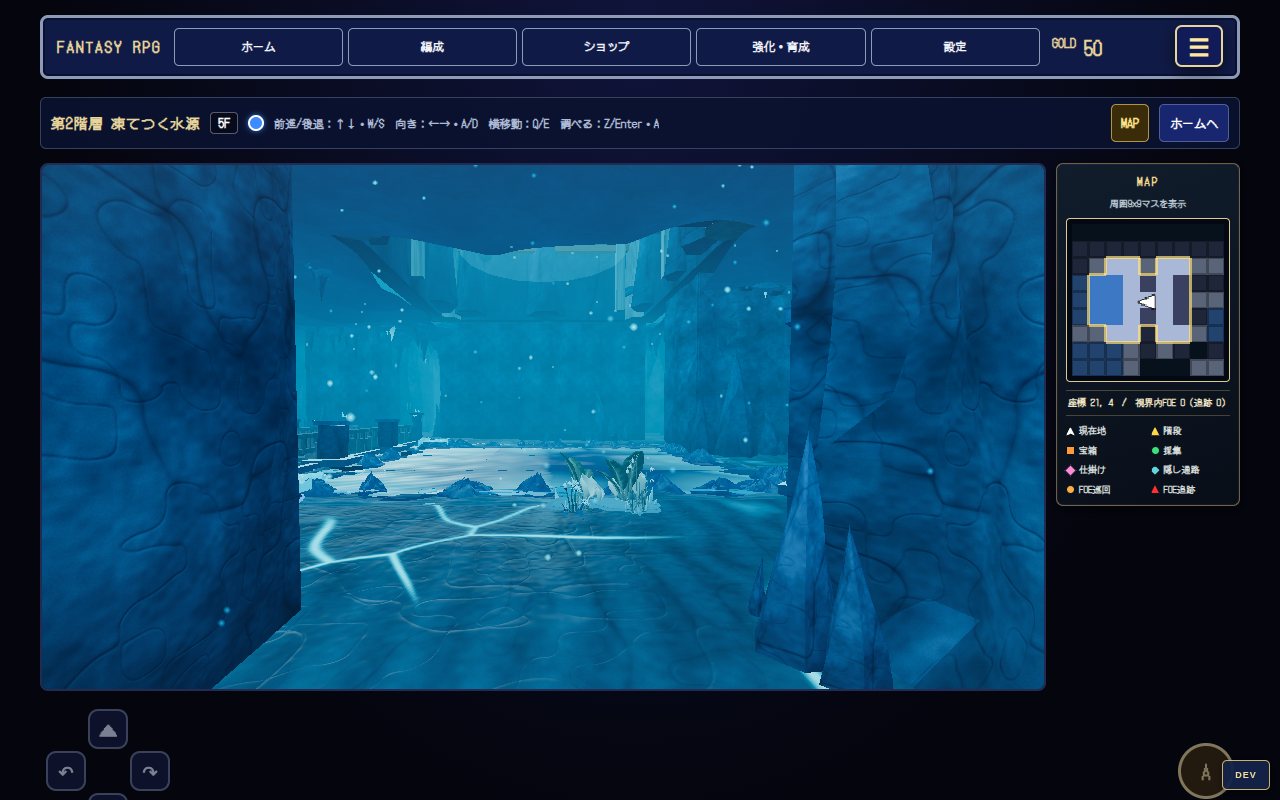 FANTASY RPG
ホーム
編成
ショップ
強化・育成
設定
GOLD 50
第2階層 凍てつく水源
5F
前進/後退：↑↓・W/S 向き：←→・A/D 横移動：Q/E 調べる：Z/Enter・A
MAP
ホームへ
MAP
周囲9x9マスを表示
座標 21, 4 / 視界内FOE 0（追跡 0）
現在地
階段
宝箱
採集
仕掛け
隠し通路
FOE巡回
FOE追跡
A
DEV